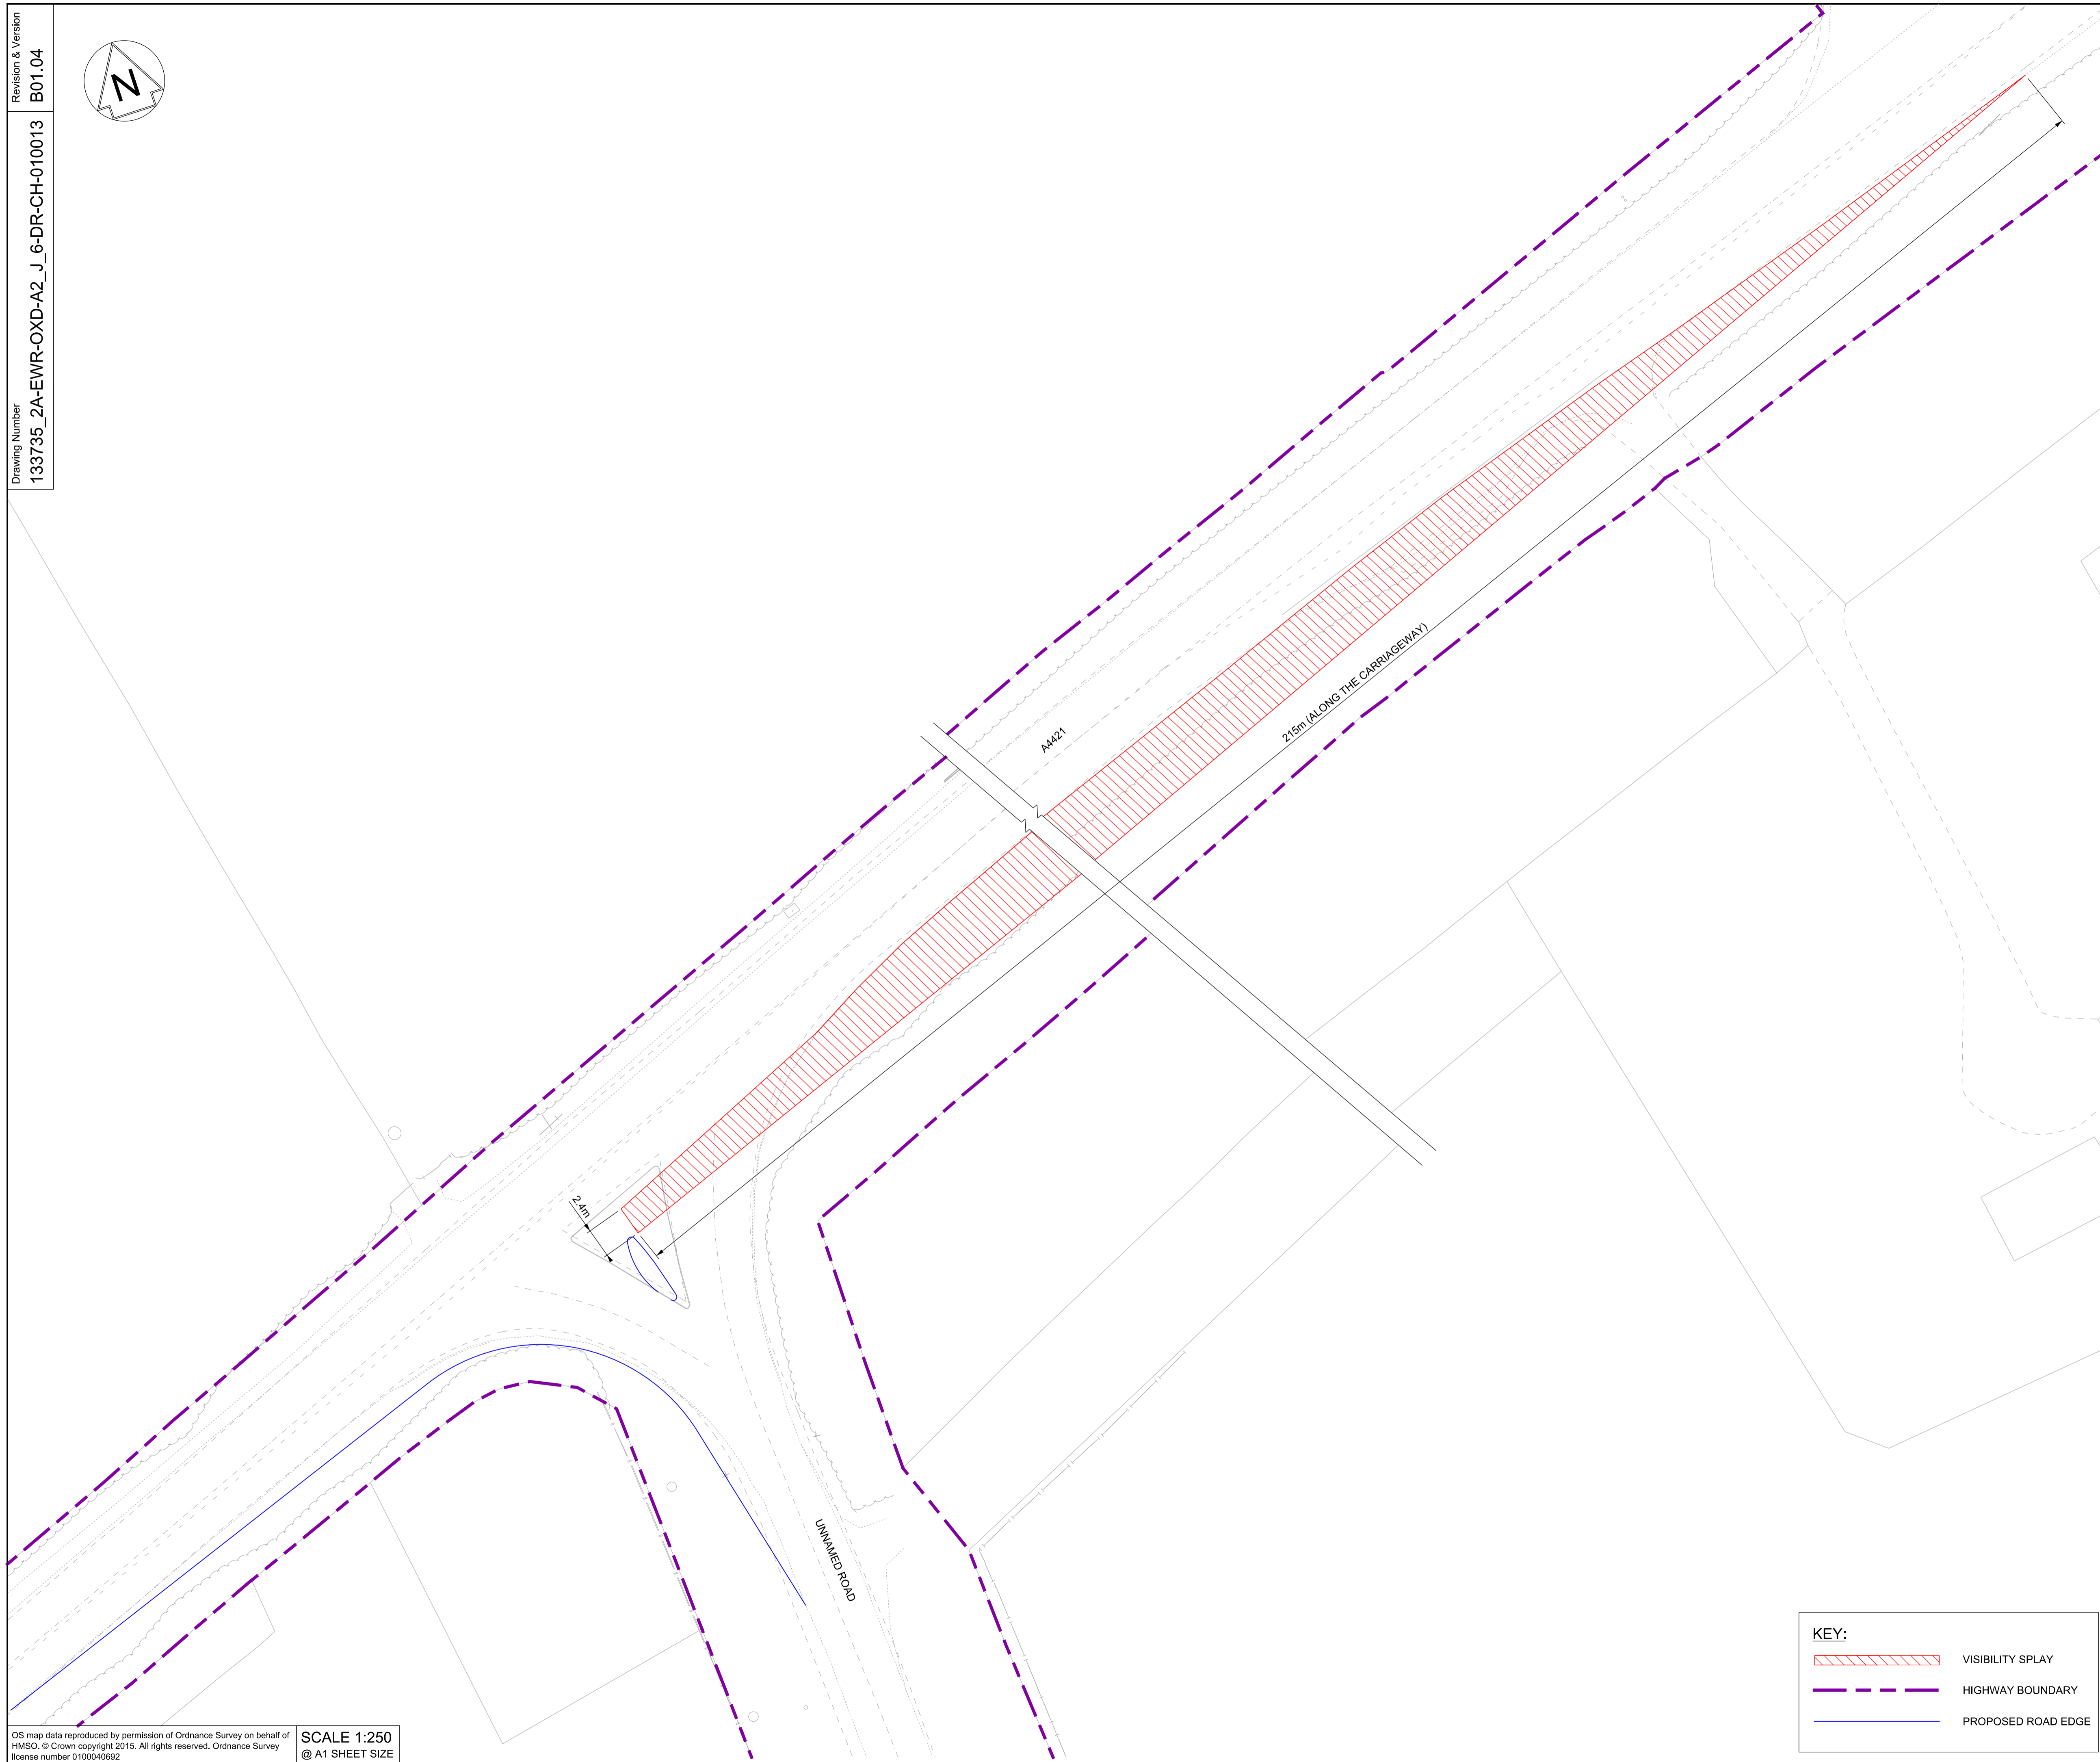 Revision & Version
B01.04
Drawing Number
133735_2A-EWR-OXD-A2_J_6-DR-CH-010013
N
A4421
215m (ALONG THE CARRIAGEWAY)
2.4m
UNNAMED ROAD
KEY:
VISIBILITY SPLAY
HIGHWAY BOUNDARY
PROPOSED ROAD EDGE
OS map data reproduced by permission of Ordnance Survey on behalf of
HMSO. © Crown copyright 2015. All rights reserved. Ordnance Survey
license number 0100040692
SCALE 1:250
@ A1 SHEET SIZE